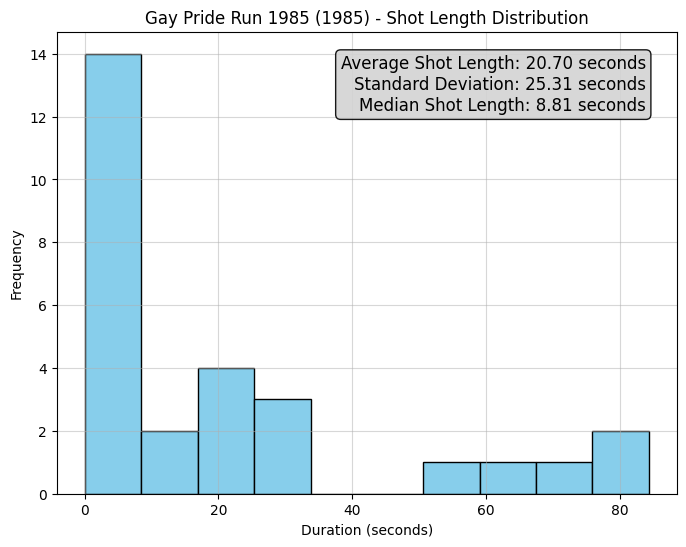 Gay Pride Run 1985 (1985) - Shot Length Distribution
Average Shot Length: 20.70 seconds
Standard Deviation: 25.31 seconds
Median Shot Length: 8.81 seconds
Frequency
14
12
10
8
6
4
2
0
0 20 40 60 80
Duration (seconds)